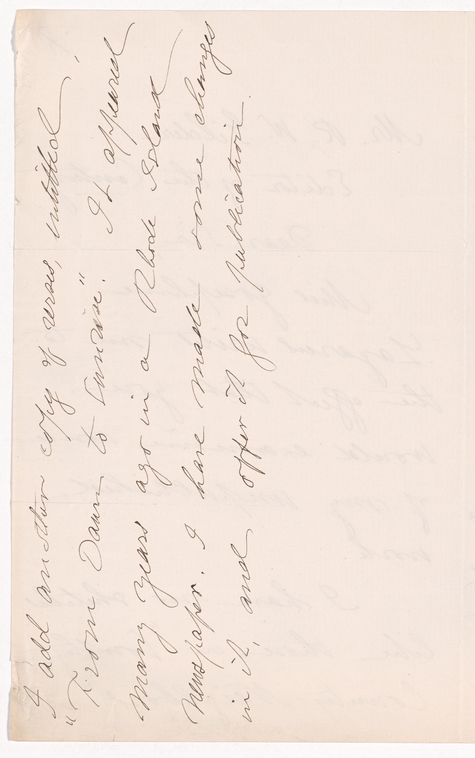 I add another copy of verses, intitled,
"From Dawn to Sunrise." It appeared
many years ago in a Rhode Island
newspaper. I have made some changes
in it, and offer it for publication.